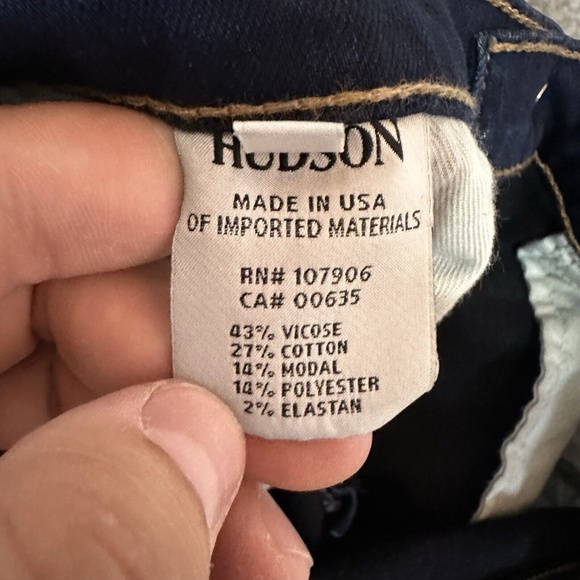 HUDSON
MADE IN USA
OF IMPORTED MATERIALS
RN# 107906
CA# 00635
43% VICOSE
27% COTTON
14% MODAL
14% POLYESTER
2% ELASTAN